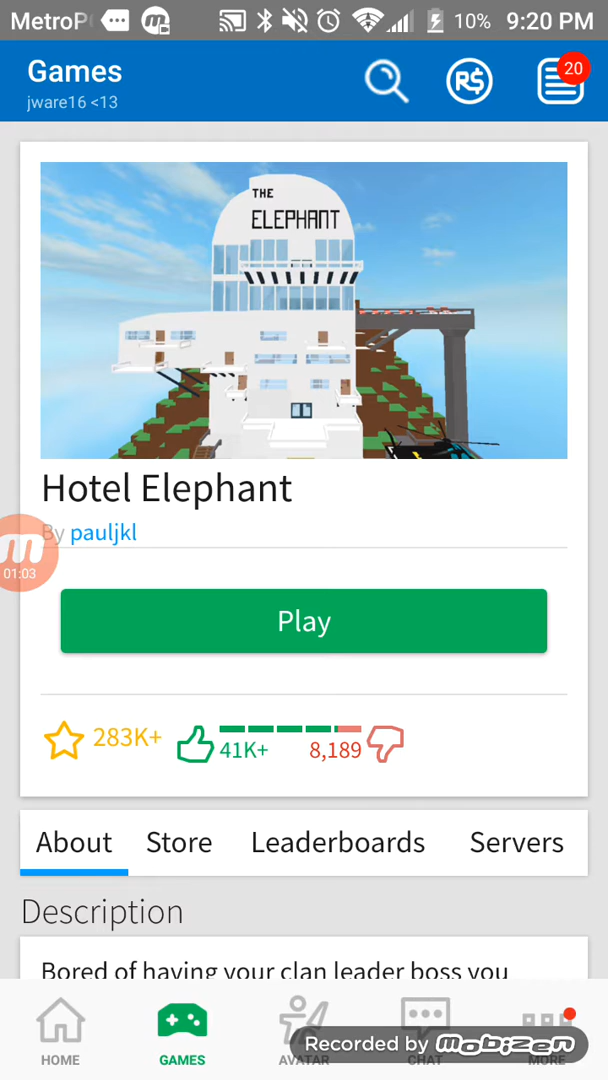 MetroP
10% 9:20 PM
Games
jware16 <13
R$
20
THE
ELEPHANT
Hotel Elephant
By pauljkl
01:03
Play
283K+
41K+
8,189
About Store Leaderboards Servers
Description
Bored of having your clan leader boss you
Recorded by mobizen
HOME GAMES AVATAR CHAT MORE